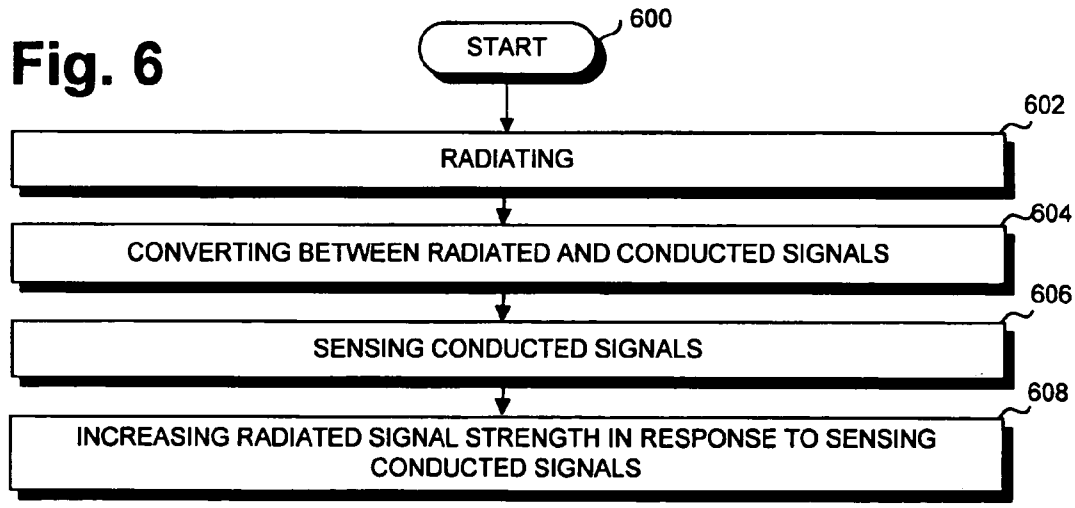 Fig. 6
START
600
602
RADIATING
604
CONVERTING BETWEEN RADIATED AND CONDUCTED SIGNALS
606
SENSING CONDUCTED SIGNALS
608
INCREASING RADIATED SIGNAL STRENGTH IN RESPONSE TO SENSING
CONDUCTED SIGNALS